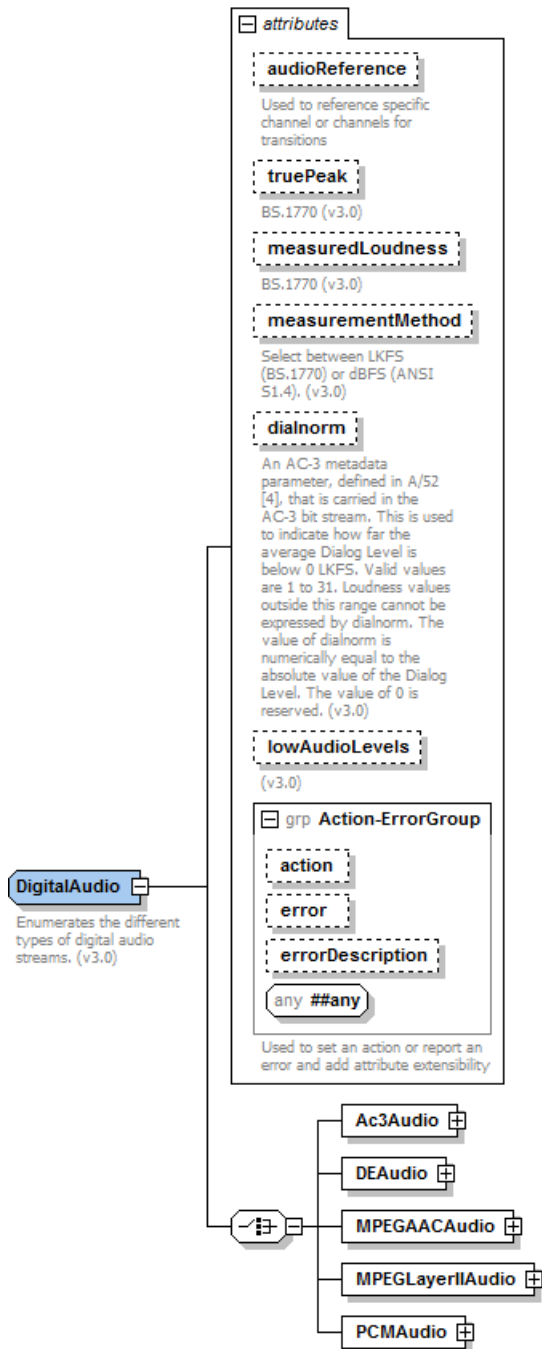 attributes
audioReference
Used to reference specific
channel or channels for
transitions
truePeak
BS.1770 (v3.0)
measuredLoudness
BS.1770 (v3.0)
measurementMethod
Select between LKFS
(BS.1770) or dBFS (ANSI
S1.4). (v3.0)
dialnorm
An AC-3 metadata
parameter, defined in A/52
[4], that is carried in the
AC-3 bit stream. This is used
to indicate how far the
average Dialog Level is
below 0 LKFS. Valid values
are 1 to 31. Loudness values
outside this range cannot be
expressed by dialnorm. The
value of dialnorm is
numerically equal to the
absolute value of the Dialog
Level. The value of 0 is
reserved. (v3.0)
lowAudioLevels
(v3.0)
grp Action-ErrorGroup
action
error
errorDescription
any ##any
Used to set an action or report an
error and add attribute extensibility
DigitalAudio
Enumerates the different
types of digital audio
streams. (v3.0)
Ac3Audio
DEAudio
MPEGAACAudio
MPEGLayerIIAudio
PCMAudio